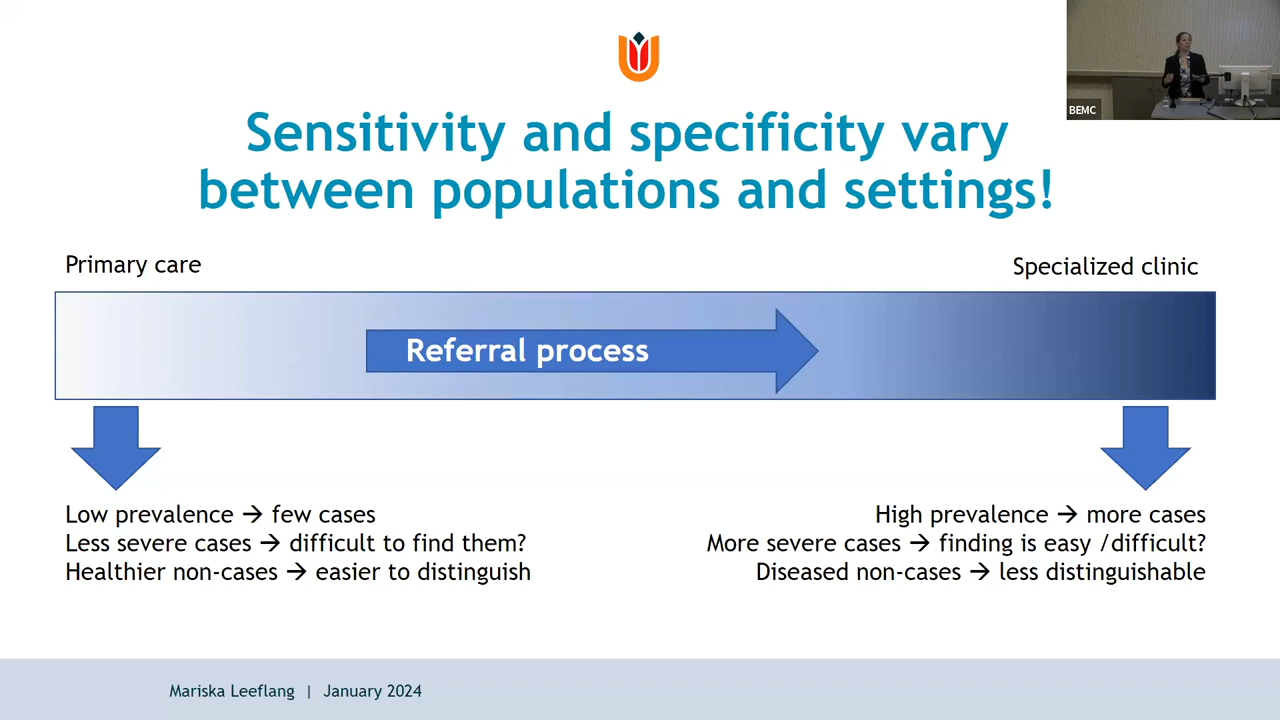 BEMC
Sensitivity and specificity vary
between populations and settings!
Primary care
Specialized clinic
Referral process
Low prevalence → few cases
Less severe cases → difficult to find them?
Healthier non-cases → easier to distinguish
High prevalence → more cases
More severe cases → finding is easy /difficult?
Diseased non-cases → less distinguishable
Mariska Leeflang | January 2024